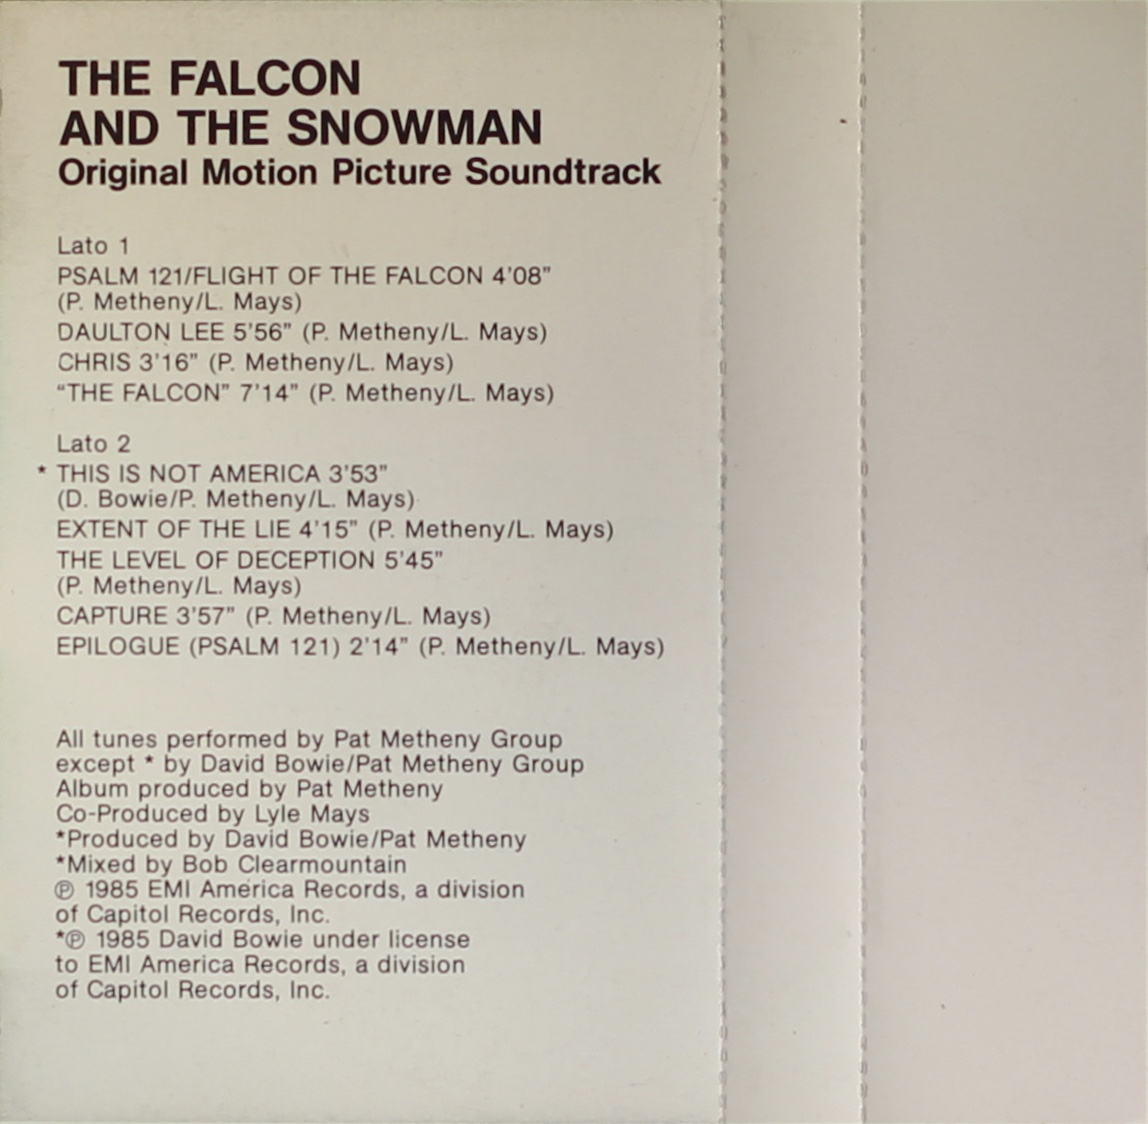 THE FALCON
AND THE SNOWMAN
Original Motion Picture Soundtrack
Lato 1
PSALM 121/FLIGHT OF THE FALCON 4'08"
(P. Metheny/L. Mays)
DAULTON LEE 5'56" (P. Metheny/L. Mays)
CHRIS 3'16" (P. Metheny/L. Mays)
“THE FALCON” 7'14" (P. Metheny/L. Mays)
Lato 2
* THIS IS NOT AMERICA 3'53"
(D. Bowie/P. Metheny/L. Mays)
EXTENT OF THE LIE 4'15" (P. Metheny/L. Mays)
THE LEVEL OF DECEPTION 5'45"
(P. Metheny/L. Mays)
CAPTURE 3'57" (P. Metheny/L. Mays)
EPILOGUE (PSALM 121) 2'14" (P. Metheny/L. Mays)
All tunes performed by Pat Metheny Group
except * by David Bowie/Pat Metheny Group
Album produced by Pat Metheny
Co-Produced by Lyle Mays
*Produced by David Bowie/Pat Metheny
*Mixed by Bob Clearmountain
℗ 1985 EMI America Records, a division
of Capitol Records, Inc.
*℗ 1985 David Bowie under license
to EMI America Records, a division
of Capitol Records, Inc.